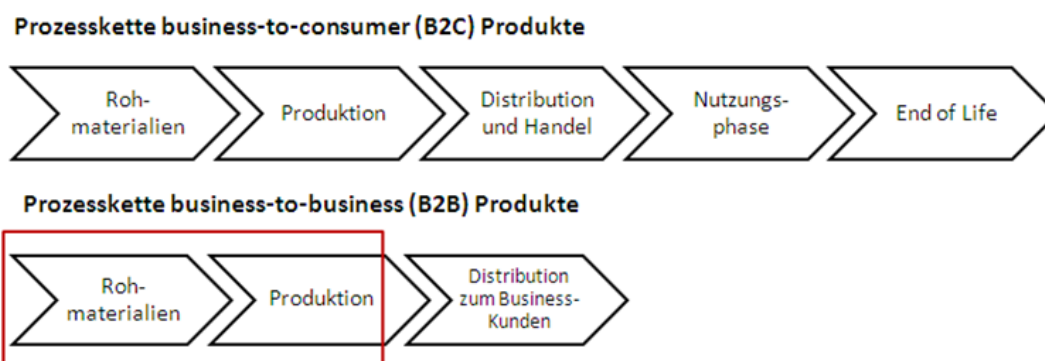 Prozesskette business-to-consumer (B2C) Produkte
Roh-
materialien
Produktion
Distribution
und Handel
Nutzungs-
phase
End of Life
Prozesskette business-to-business (B2B) Produkte
Roh-
materialien
Produktion
Distribution
zum Business-
Kunden